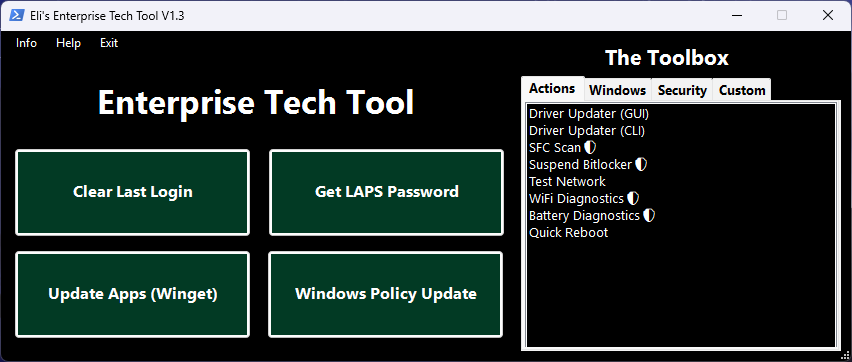 Eli's Enterprise Tech Tool V1.3
Info Help Exit
Enterprise Tech Tool
Clear Last Login
Get LAPS Password
Update Apps (Winget)
Windows Policy Update
The Toolbox
Actions Windows Security Custom
Driver Updater (GUI)
Driver Updater (CLI)
SFC Scan
Suspend Bitlocker
Test Network
WiFi Diagnostics
Battery Diagnostics
Quick Reboot